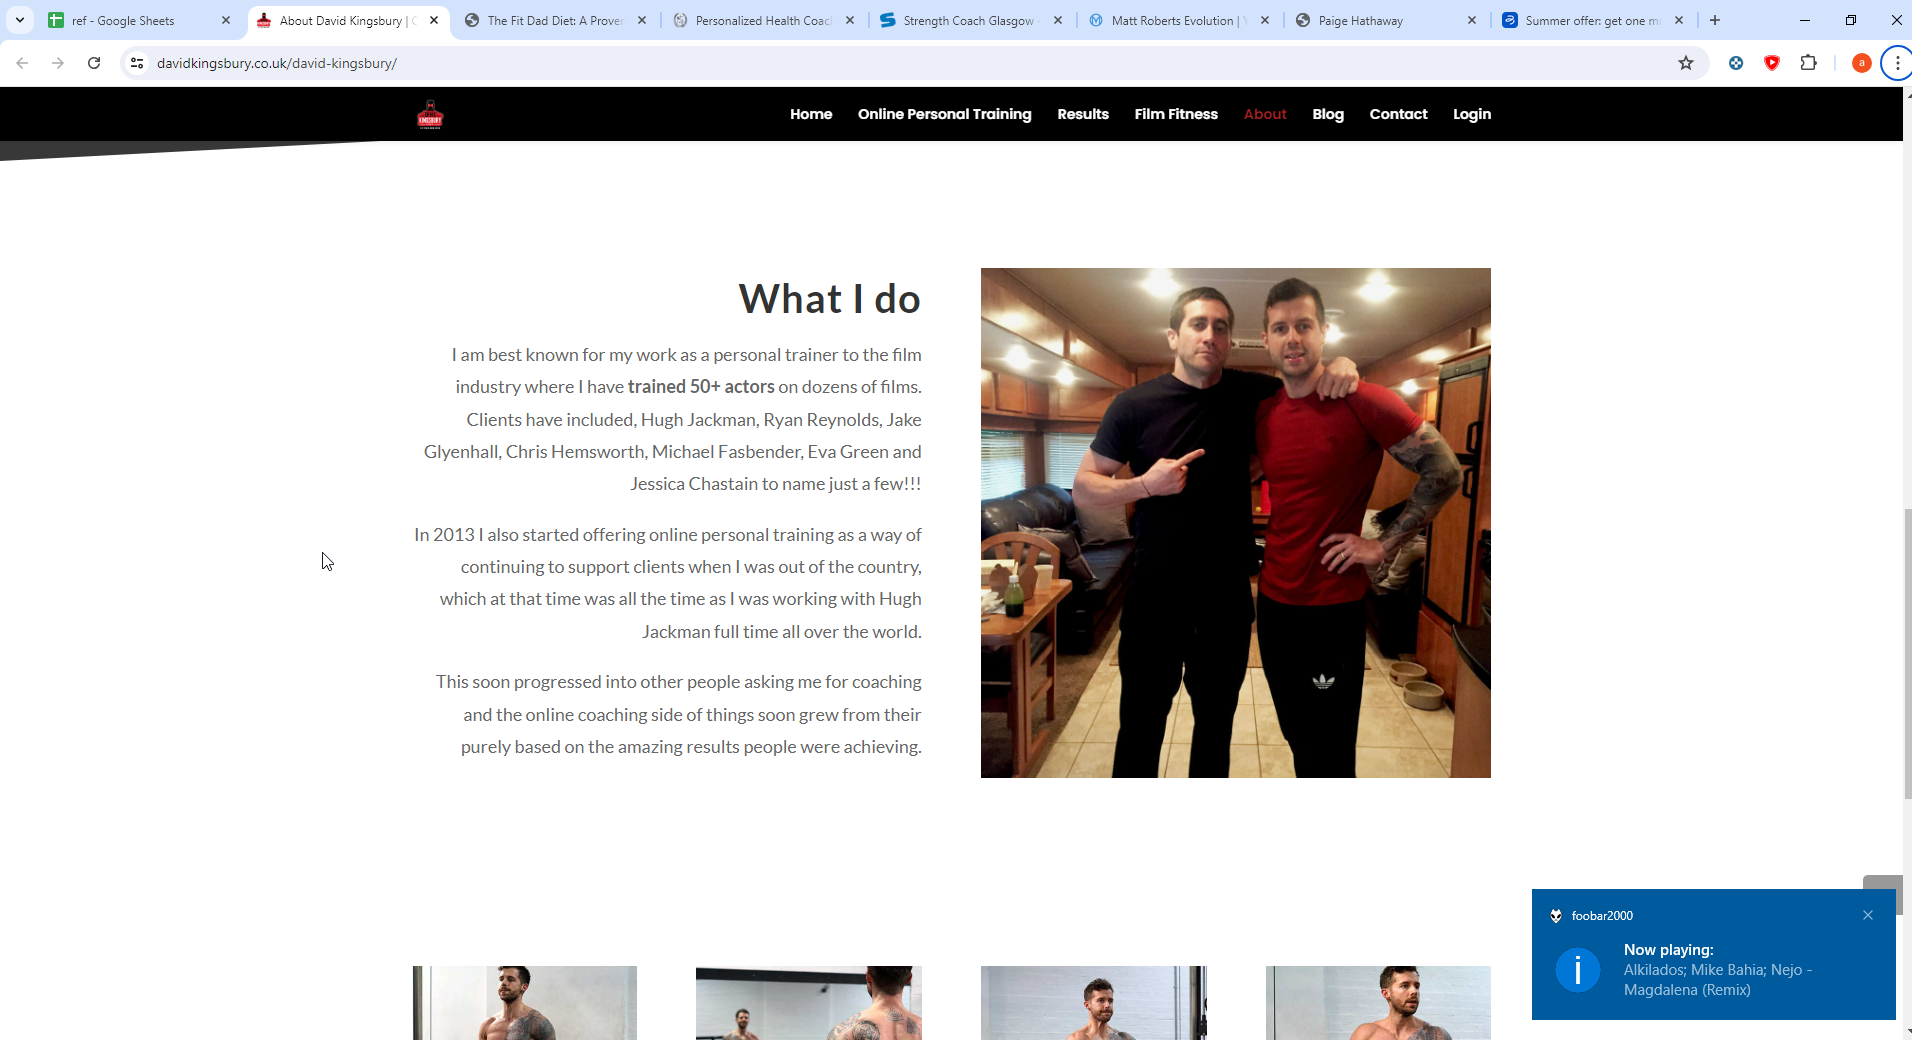 ref - Google Sheets
About David Kingsbury |
The Fit Dad Diet: A Prover
Personalized Health Coac
Strength Coach Glasgow
Matt Roberts Evolution |
Paige Hathaway
Summer offer: get one mo
davidkingsbury.co.uk/david-kingsbury/
a
KINGSBURY
Home
Online Personal Training
Results
Film Fitness
About
Blog
Contact
Login
What I do
I am best known for my work as a personal trainer to the film
industry where I have trained 50+ actors on dozens of films.
Clients have included, Hugh Jackman, Ryan Reynolds, Jake
Glyenhall, Chris Hemsworth, Michael Fasbender, Eva Green and
Jessica Chastain to name just a few!!!
In 2013 I also started offering online personal training as a way of
continuing to support clients when I was out of the country,
which at that time was all the time as I was working with Hugh
Jackman full time all over the world.
This soon progressed into other people asking me for coaching
and the online coaching side of things soon grew from their
purely based on the amazing results people were achieving.
foobar2000
Now playing:
Alkilados; Mike Bahia; Nejo -
Magdalena (Remix)